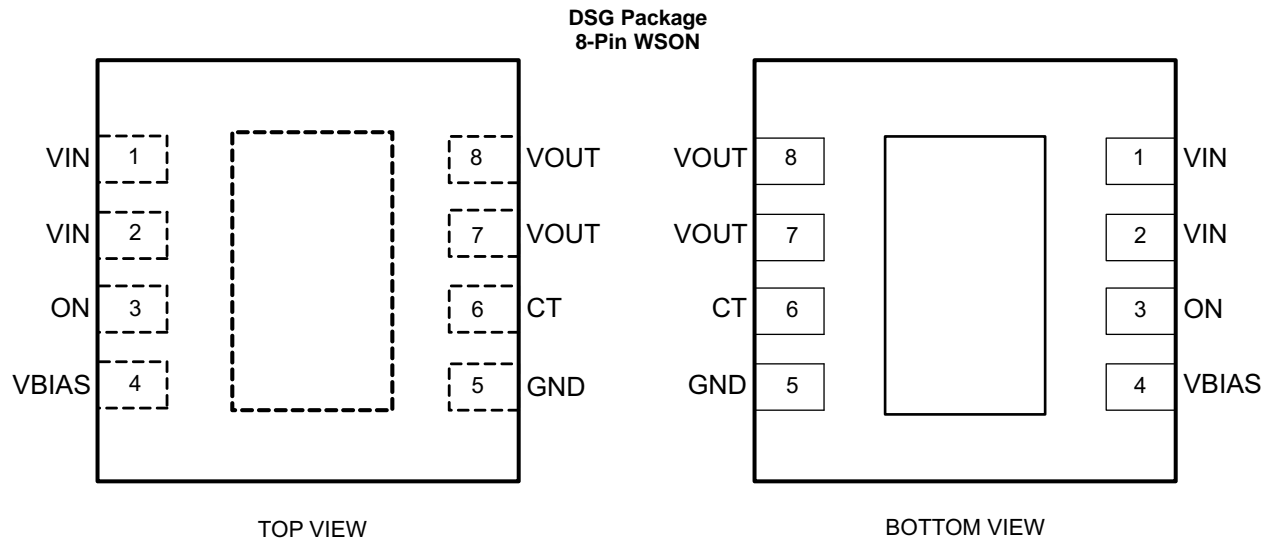 DSG Package
8-Pin WSON
VIN 1 8 VOUT
VIN 2 7 VOUT
ON 3 6 CT
VBIAS 4 5 GND
TOP VIEW
VOUT 8 1 VIN
VOUT 7 2 VIN
CT 6 3 ON
GND 5 4 VBIAS
BOTTOM VIEW